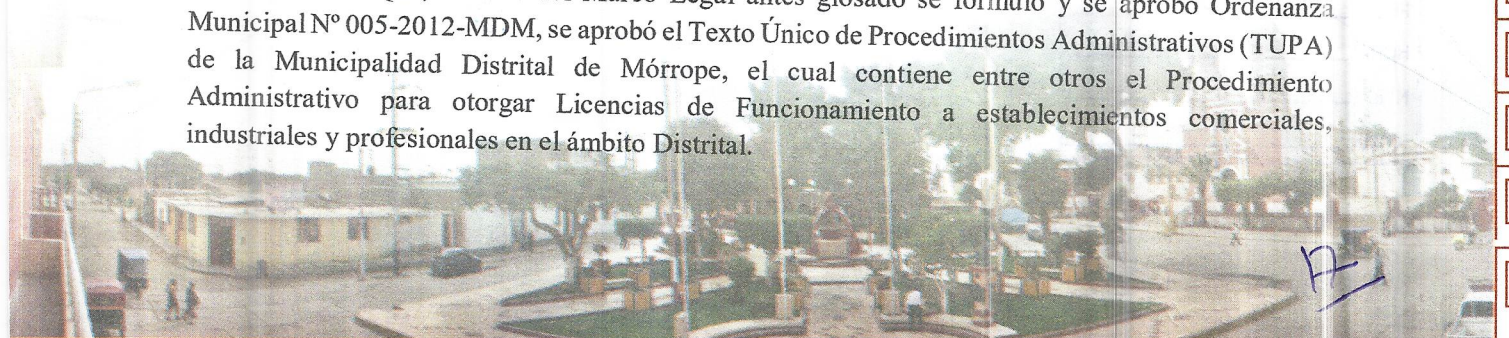 Marco Legal antes glosado se formuló y se aprobó Ordenanza
Municipal Nº 005-2012-MDM, se aprobó el Texto Único de Procedimientos Administrativos (TUPA)
de la Municipalidad Distrital de Mórrope, el cual contiene entre otros el Procedimiento
Administrativo para otorgar Licencias de Funcionamiento a establecimientos comerciales,
industriales y profesionales en el ámbito Distrital.